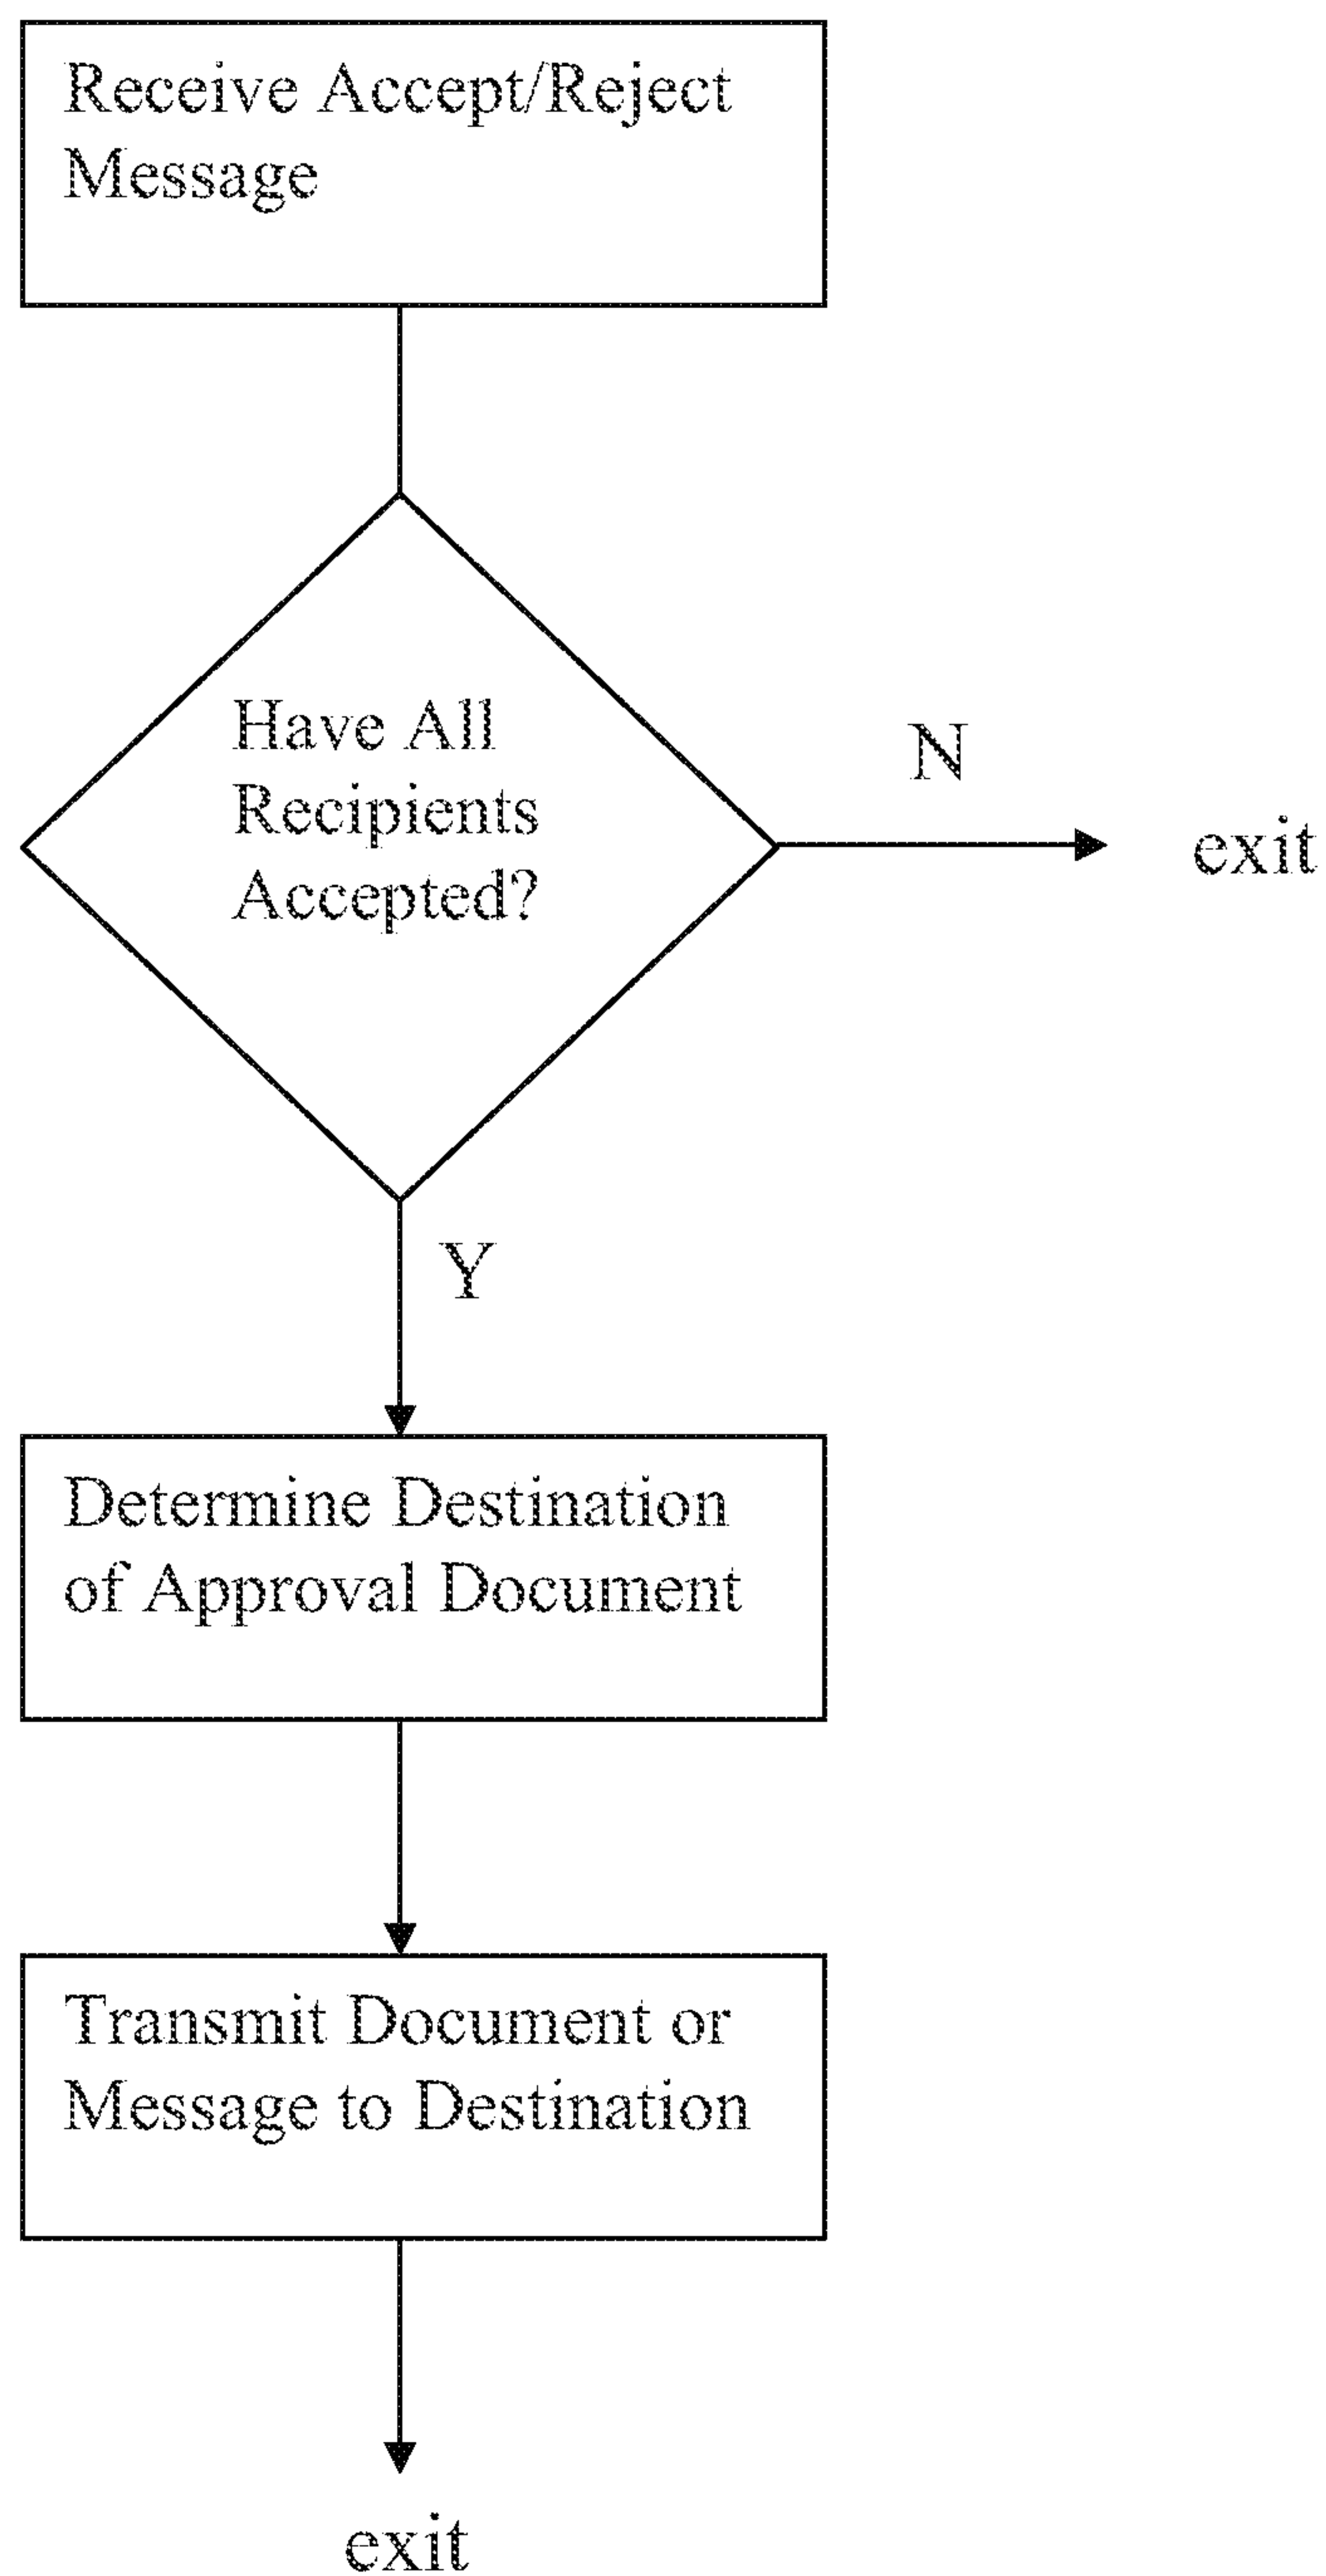 Receive Accept/Reject
Message
Have All
Recipients
Accepted?
N
exit
Y
Determine Destination
of Approval Document
Transmit Document or
Message to Destination
exit